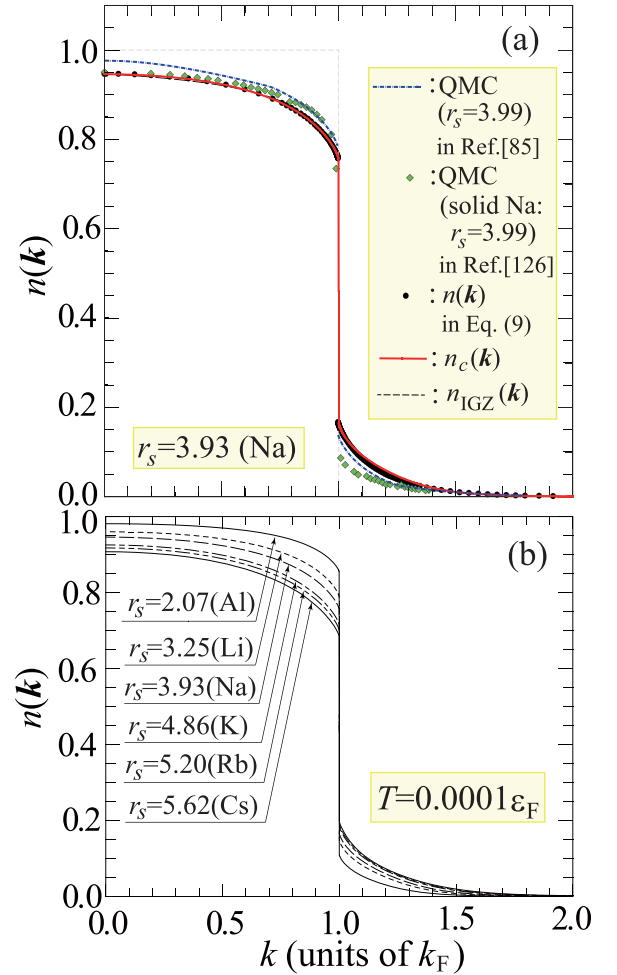 1.0
0.8
0.6
0.4
0.2
0.0
n(k)
(a)
: QMC
(rs=3.99)
in Ref.[85]
: QMC
(solid Na:
rs=3.99)
in Ref.[126]
: n(k)
in Eq. (9)
: nc(k)
: nIGZ(k)
rs=3.93 (Na)
1.0
0.8
0.6
0.4
0.2
0.0
n(k)
(b)
rs=2.07(Al)
rs=3.25(Li)
rs=3.93(Na)
rs=4.86(K)
rs=5.20(Rb)
rs=5.62(Cs)
T=0.0001εF
0.0 0.5 1.0 1.5 2.0
k (units of kF)